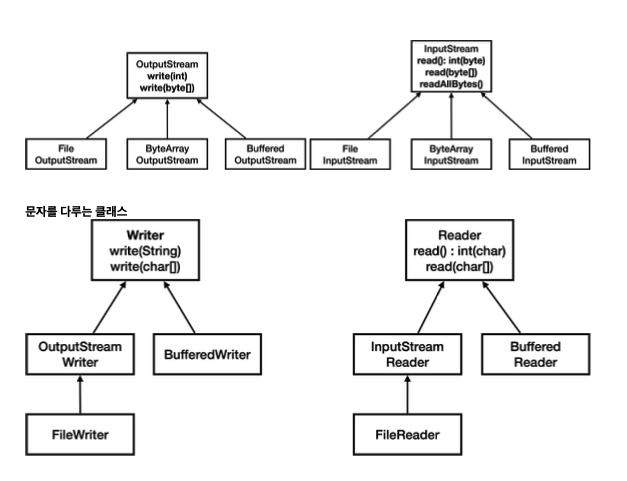 OutputStream
write(int)
write(byte[])
InputStream
read(): int(byte)
read(byte[])
readAllBytes()
File
OutputStream
ByteArray
OutputStream
Buffered
OutputStream
File
InputStream
ByteArray
InputStream
Buffered
InputStream
문자를 다루는 클래스
Writer
write(String)
write(char[])
Reader
read() : int(char)
read(char[])
OutputStream
Writer
BufferedWriter
InputStream
Reader
Buffered
Reader
FileWriter
FileReader